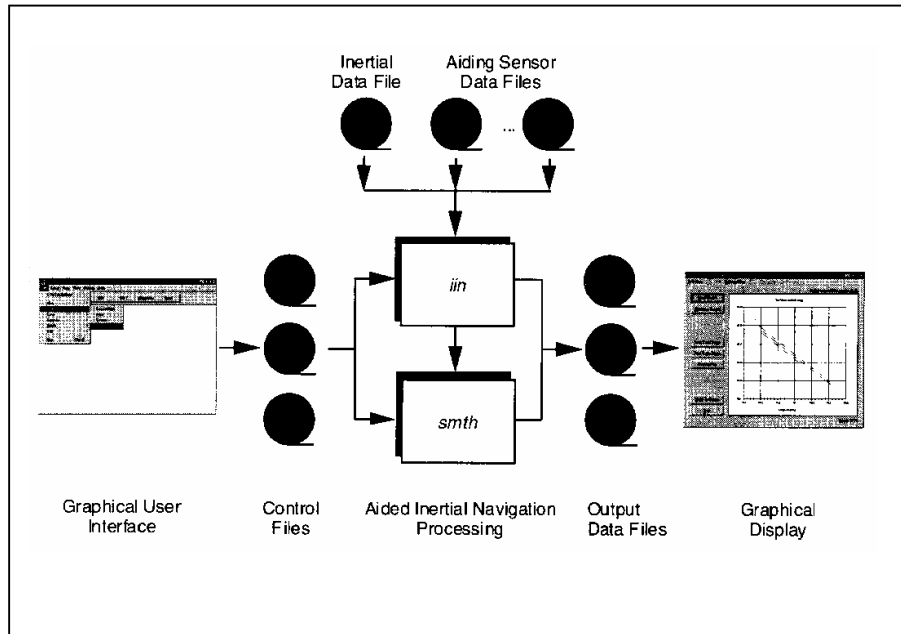 Inertial
Data File
Aiding Sensor
Data Files
...
iin
smth
Graphical User
Interface
Control
Files
Aided Inertial Navigation
Processing
Output
Data Files
Graphical
Display